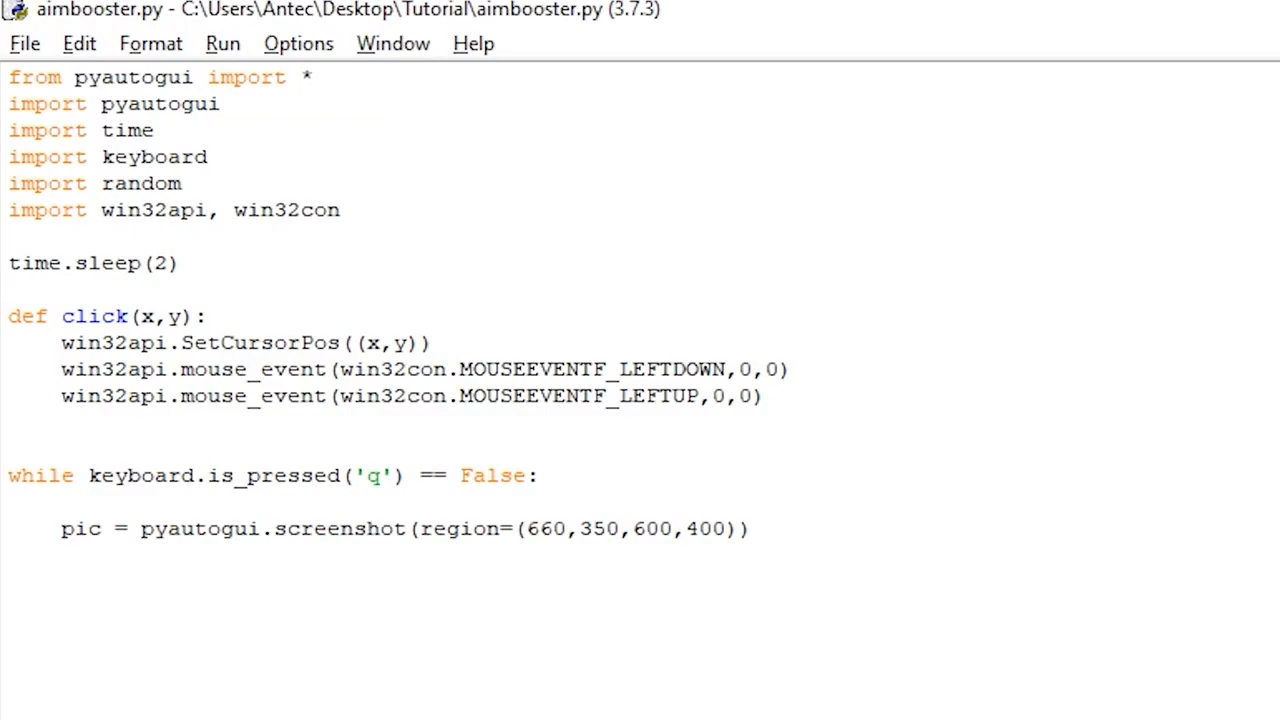 aimbooster.py - C:\Users\Antec\Desktop\Tutorial\aimbooster.py (3.7.3)
File Edit Format Run Options Window Help
from pyautogui import *
import pyautogui
import time
import keyboard
import random
import win32api, win32con
time.sleep(2)
def click(x,y):
    win32api.SetCursorPos((x,y))
    win32api.mouse_event(win32con.MOUSEEVENTF_LEFTDOWN,0,0)
    win32api.mouse_event(win32con.MOUSEEVENTF_LEFTUP,0,0)
while keyboard.is_pressed('q') == False:
    pic = pyautogui.screenshot(region=(660,350,600,400))